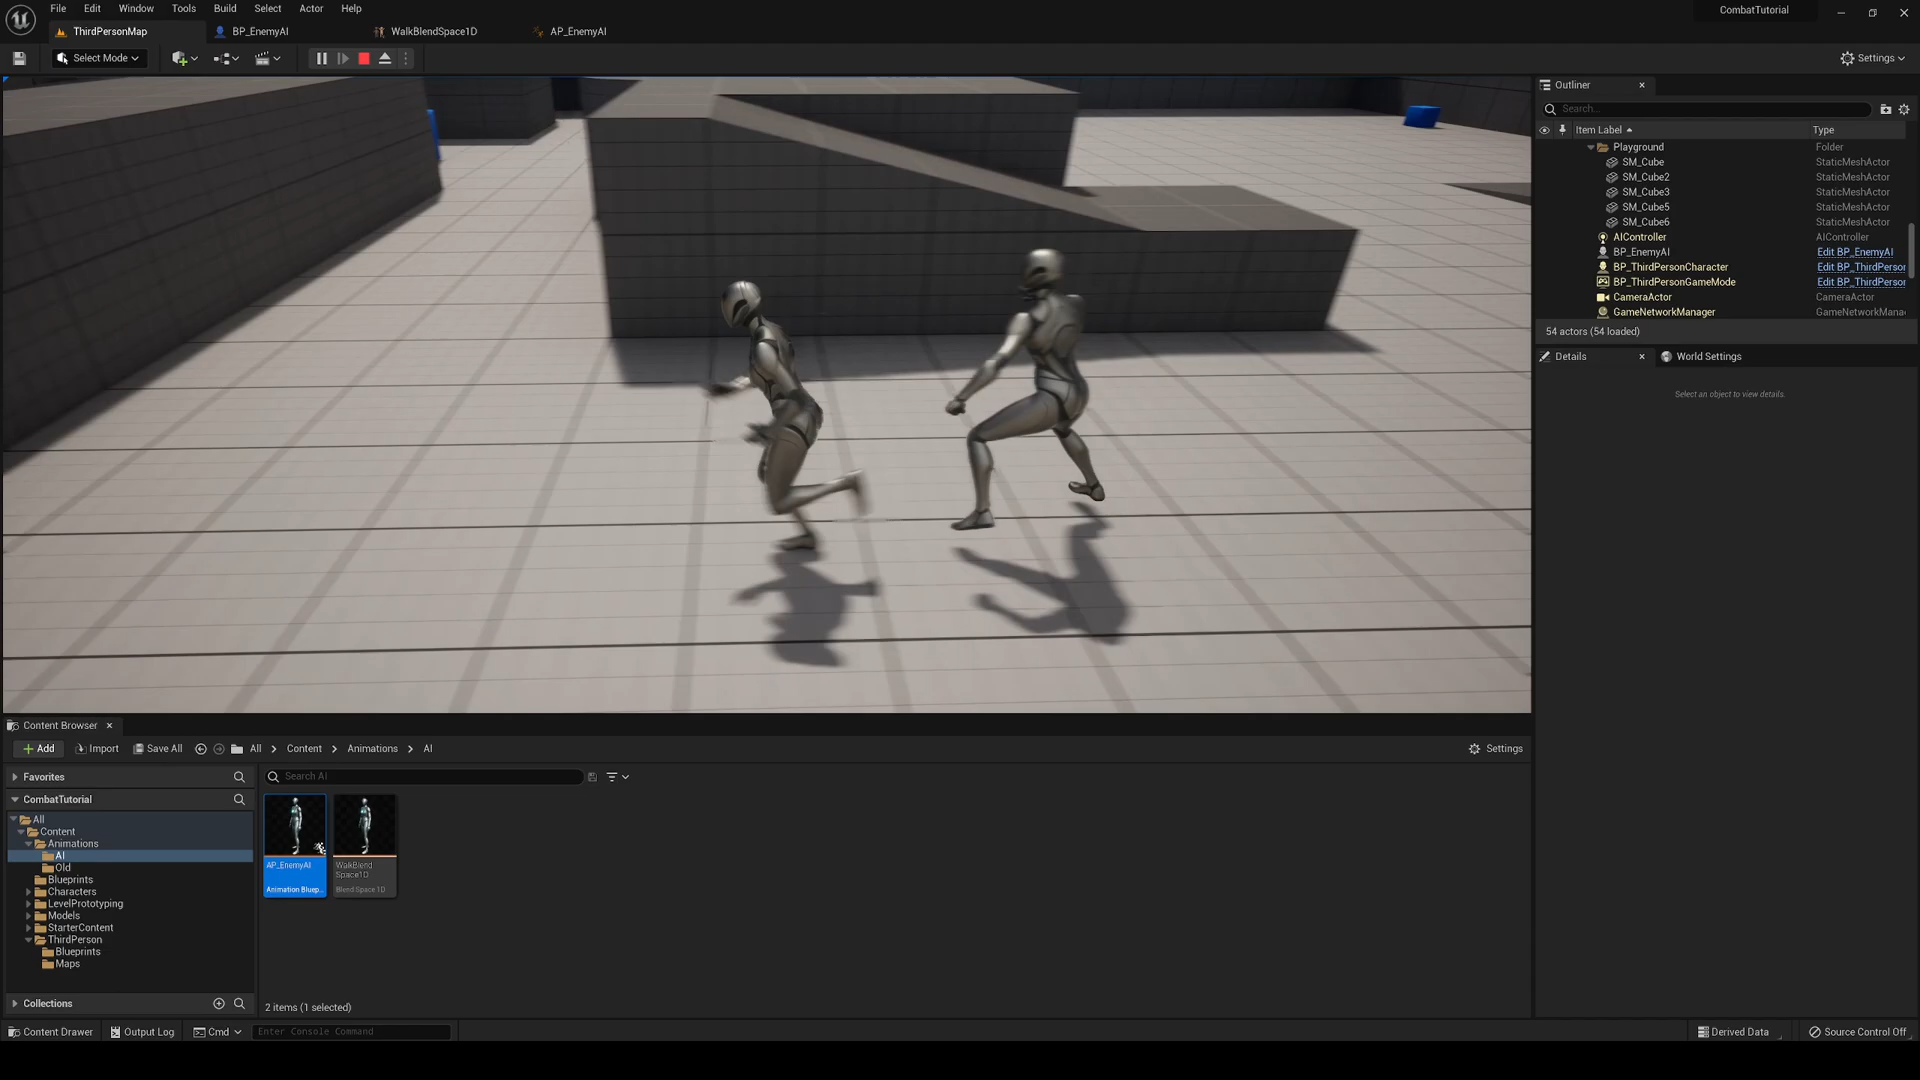 File Edit Window Tools Build Select Actor Help
CombatTutorial
ThirdPersonMap
BP_EnemyAI
WalkBlendSpace1D
AP_EnemyAI
Select Mode
Settings
Outliner
Search...
Item Label
Type
Playground
Folder
SM_Cube
StaticMeshActor
SM_Cube2
StaticMeshActor
SM_Cube3
StaticMeshActor
SM_Cube5
StaticMeshActor
SM_Cube6
StaticMeshActor
AIController
AIController
BP_EnemyAI
Edit BP_EnemyAI
BP_ThirdPersonCharacter
Edit BP_ThirdPersor
BP_ThirdPersonGameMode
Edit BP_ThirdPersor
CameraActor
CameraActor
GameNetworkManager
GameNetworkMana
54 actors (54 loaded)
Details
World Settings
Select an object to view details.
Content Browser
Add
Import
Save All
All
Content
Animations
AI
Settings
Favorites
Search AI
CombatTutorial
All
Content
Animations
AI
Old
Blueprints
Characters
LevelPrototyping
Models
StarterContent
ThirdPerson
Blueprints
Maps
AP_EnemyAI
Animation Bluep...
WalkBlend
Space1D
Blend Space 1D
Collections
2 items (1 selected)
Content Drawer
Output Log
Cmd
Enter Console Command
Derived Data
Source Control Off